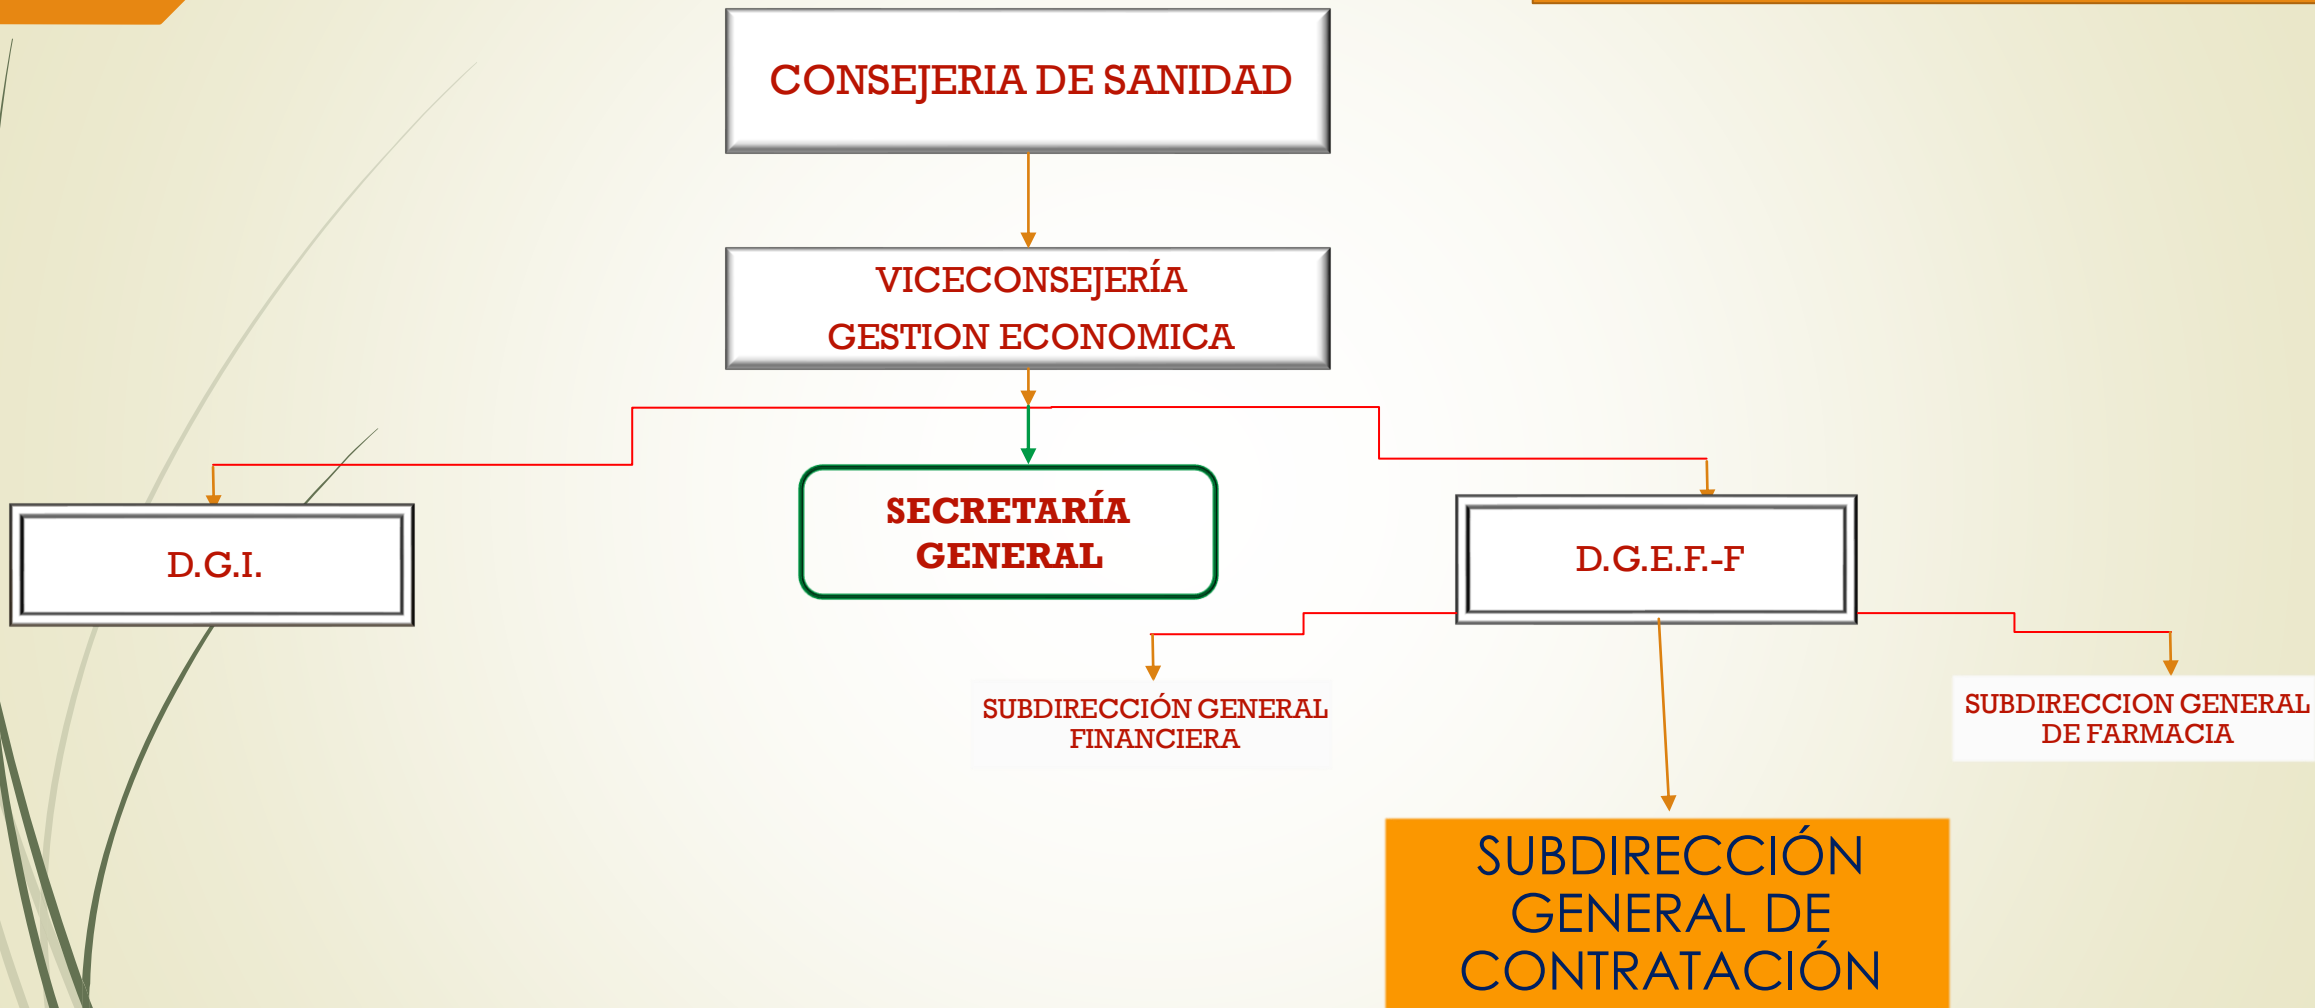 CONSEJERIA DE SANIDAD
VICECONSEJERÍA
GESTION ECONOMICA
D.G.I.
SECRETARÍA
GENERAL
D.G.E.F.-F
SUBDIRECCIÓN GENERAL
FINANCIERA
SUBDIRECCION GENERAL
DE FARMACIA
SUBDIRECCIÓN
GENERAL DE
CONTRATACIÓN